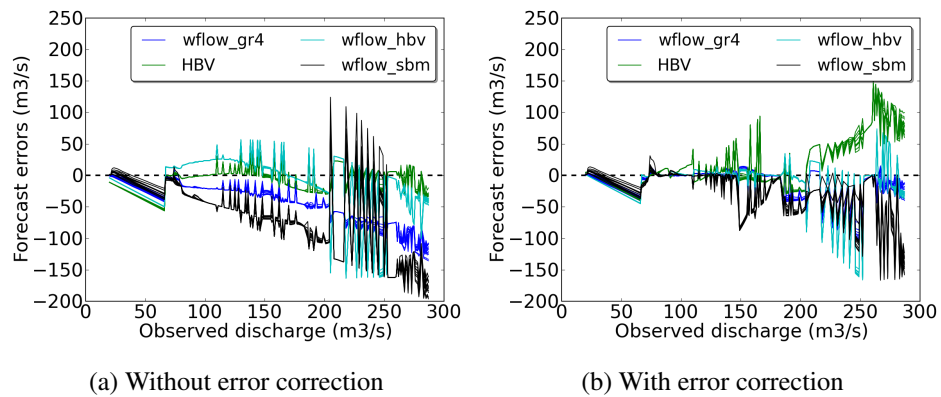 250
200
150
100
50
0
−50
−100
−150
−200
Forecast errors (m3/s)
wflow_gr4
HBV
wflow_hbv
wflow_sbm
0 50 100 150 200 250 300
Observed discharge (m3/s)
(a) Without error correction
250
200
150
100
50
0
−50
−100
−150
−200
Forecast errors (m3/s)
wflow_gr4
HBV
wflow_hbv
wflow_sbm
0 50 100 150 200 250 300
Observed discharge (m3/s)
(b) With error correction